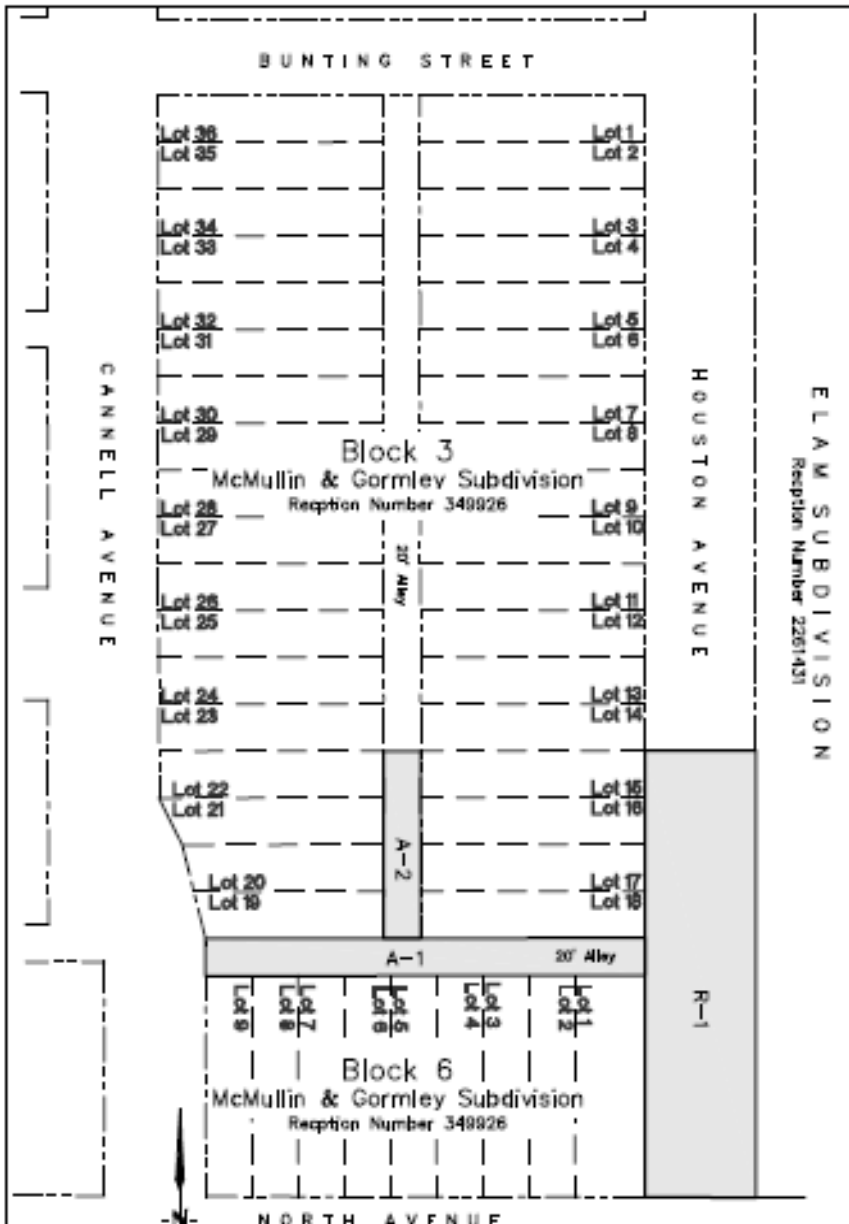 BUNTING STREET
Lot 36
Lot 35
Lot 1
Lot 2
Lot 34
Lot 33
Lot 3
Lot 4
Lot 32
Lot 31
Lot 5
Lot 6
Lot 30
Lot 29
Lot 7
Lot 8
Block 3
McMullin & Gormley Subdivision
Reception Number 349926
Lot 28
Lot 27
Lot 9
Lot 10
20' Alley
Lot 26
Lot 25
Lot 11
Lot 12
Lot 24
Lot 23
Lot 13
Lot 14
Lot 22
Lot 21
Lot 15
Lot 16
A-2
Lot 20
Lot 19
Lot 17
Lot 18
CANNELL AVENUE
HOUSTON AVENUE
ELAM SUBDIVISION
Reception Number 2261431
A-1
20' Alley
R-1
Lot 9
Lot 8
Lot 7
Lot 6
Lot 5
Lot 4
Lot 3
Lot 2
Lot 1
Block 6
McMullin & Gormley Subdivision
Reception Number 349926
-N-
NORTH AVENUE